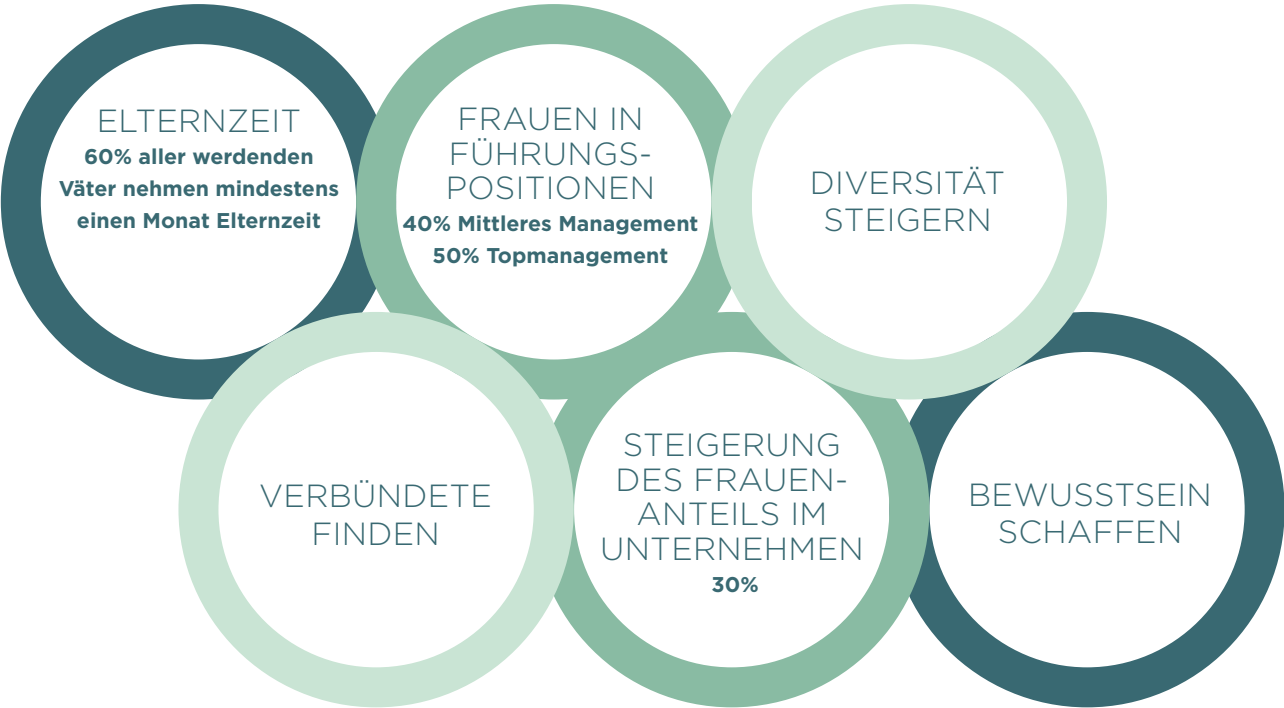 ELTERNZEIT
60% aller werdenden
Väter nehmen mindestens
einen Monat Elternzeit
FRAUEN IN
FÜHRUNGS-
POSITIONEN
40% Mittleres Management
50% Topmanagement
DIVERSITÄT
STEIGERN
VERBÜNDETE
FINDEN
STEIGERUNG
DES FRAUEN-
ANTEILS IM
UNTERNEHMEN
30%
BEWUSSTSEIN
SCHAFFEN